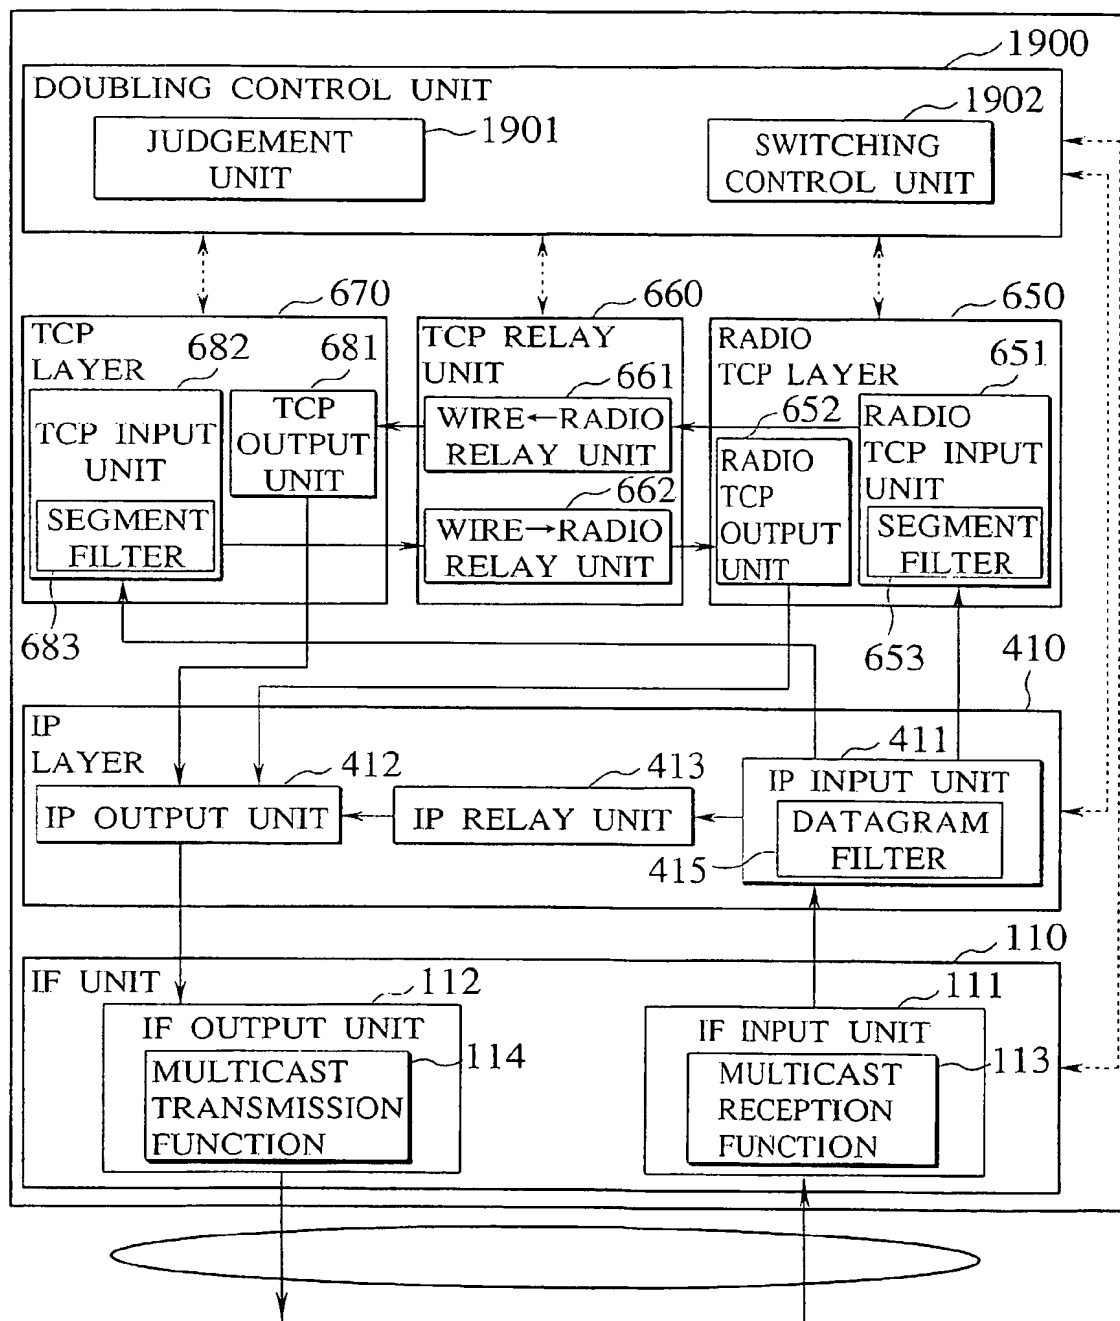 1900
DOUBLING CONTROL UNIT
1901
1902
JUDGEMENT
UNIT
SWITCHING
CONTROL UNIT
670
660
650
TCP
LAYER
682
681
TCP INPUT
UNIT
TCP
OUTPUT
UNIT
SEGMENT
FILTER
683
TCP RELAY
UNIT
661
WIRE←RADIO
RELAY UNIT
662
WIRE→RADIO
RELAY UNIT
RADIO
TCP LAYER
651
652
RADIO
TCP
OUTPUT
UNIT
RADIO
TCP INPUT
UNIT
SEGMENT
FILTER
653
410
IP
LAYER
412
413
411
IP OUTPUT UNIT
IP RELAY UNIT
IP INPUT UNIT
DATAGRAM
FILTER
415
110
IF UNIT
112
111
IF OUTPUT UNIT
114
MULTICAST
TRANSMISSION
FUNCTION
IF INPUT UNIT
113
MULTICAST
RECEPTION
FUNCTION